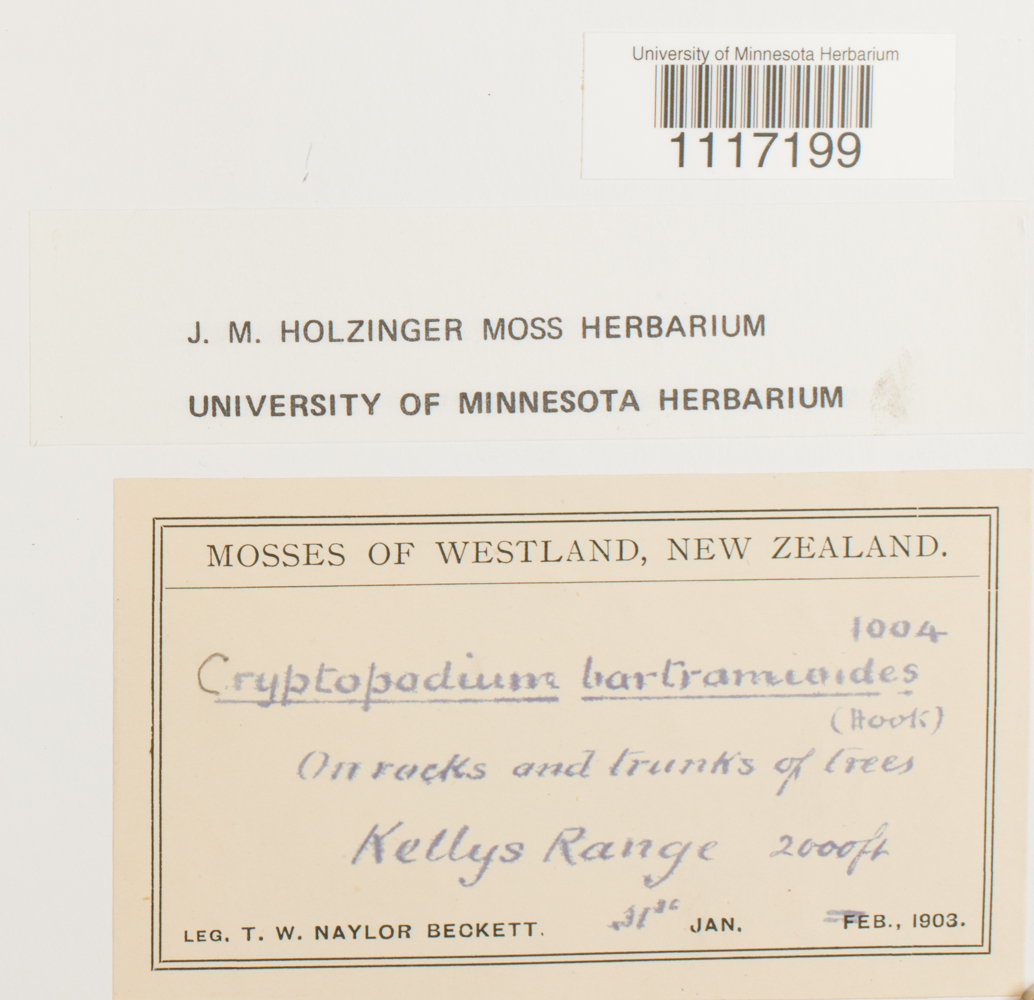 University of Minnesota Herbarium
1117199
J. M. HOLZINGER MOSS HERBARIUM
UNIVERSITY OF MINNESOTA HERBARIUM
MOSSES OF WESTLAND, NEW ZEALAND.
1004
Cryptopodium bartramioides
(Hook)
On rocks and trunks of trees
Kellys Range 2000ft
LEG. T. W. NAYLOR BECKETT. 31st JAN. FEB., 1903.